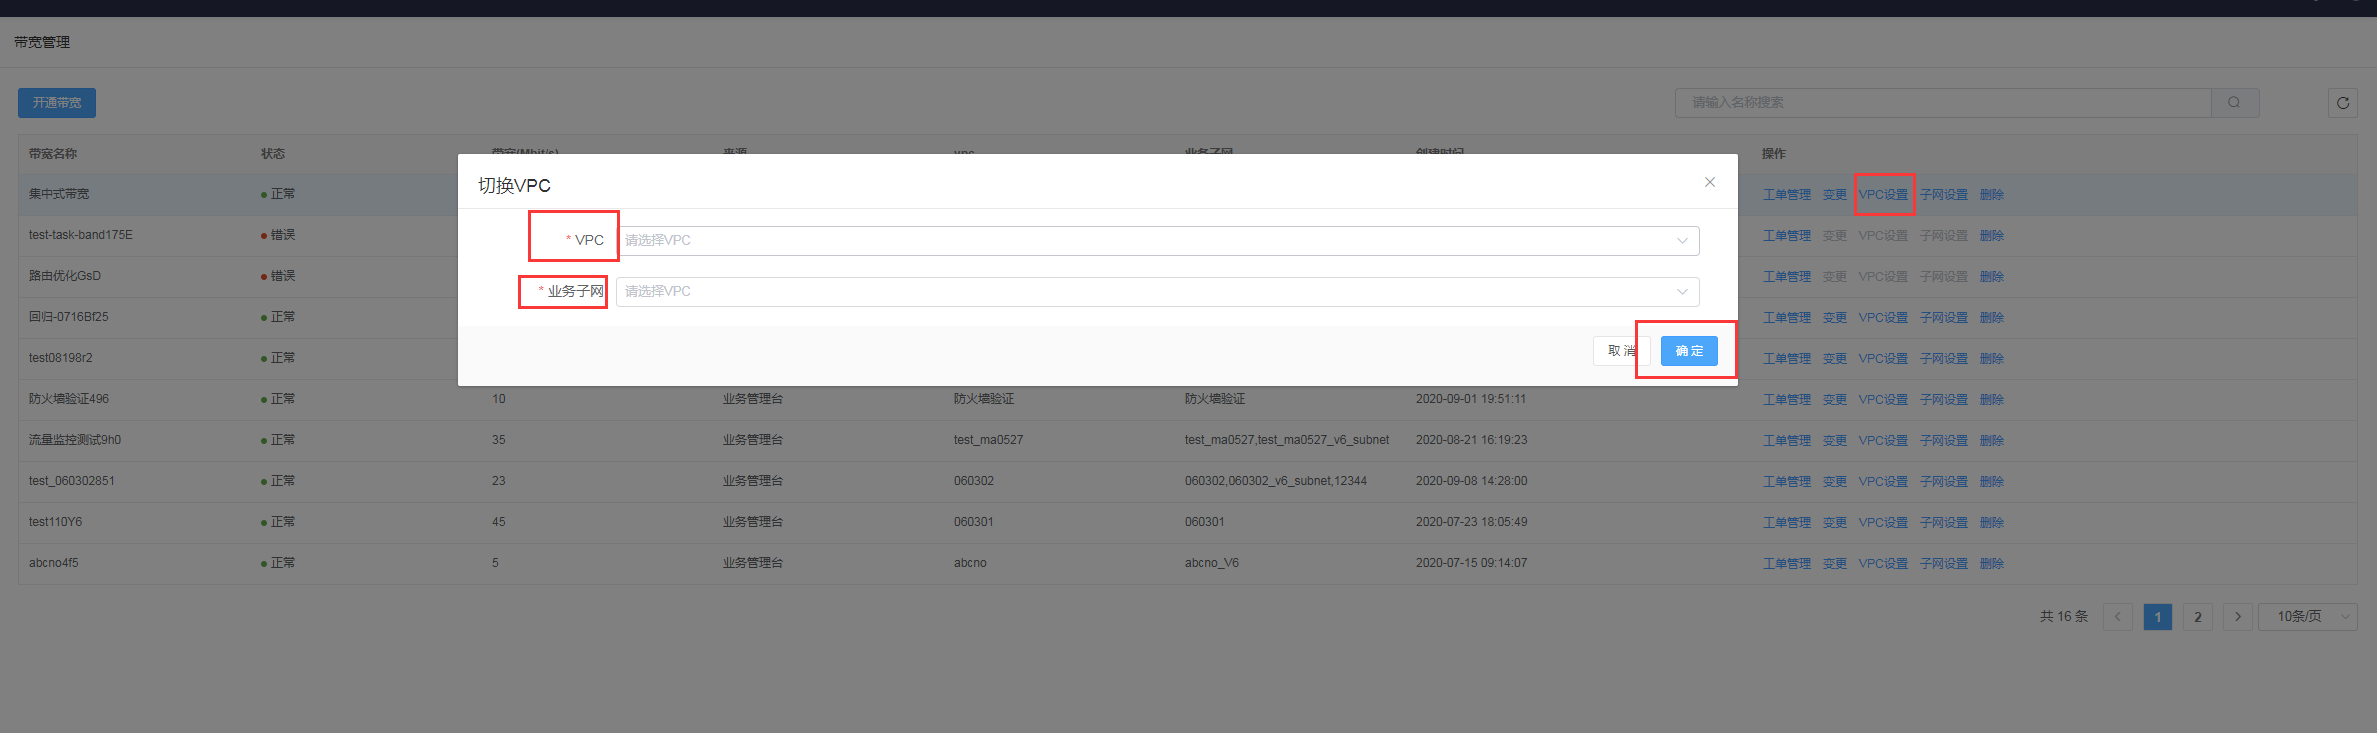 带宽管理
开通带宽
请输入名称搜索
带宽名称 状态 带宽(Mbit/s) 来源 vpc 业务子网 创建时间 操作
切换VPC
集中式带宽 正常 工单管理 变更 VPC设置 子网设置 删除
test-task-band175E 错误 工单管理 变更 VPC设置 子网设置 删除
* VPC 请选择VPC
路由优化GsD 错误 工单管理 变更 VPC设置 子网设置 删除
* 业务子网 请选择VPC
回归-0716Bf25 正常 工单管理 变更 VPC设置 子网设置 删除
test08198r2 正常 工单管理 变更 VPC设置 子网设置 删除
取消 确定
防火墙验证496 正常 10 业务管理台 防火墙验证 防火墙验证 2020-09-01 19:51:11 工单管理 变更 VPC设置 子网设置 删除
流量监控测试9h0 正常 35 业务管理台 test_ma0527 test_ma0527,test_ma0527_v6_subnet 2020-08-21 16:19:23 工单管理 变更 VPC设置 子网设置 删除
test_060302851 正常 23 业务管理台 060302 060302,060302_v6_subnet,12344 2020-09-08 14:28:00 工单管理 变更 VPC设置 子网设置 删除
test110Y6 正常 45 业务管理台 060301 060301 2020-07-23 18:05:49 工单管理 变更 VPC设置 子网设置 删除
abcno4f5 正常 5 业务管理台 abcno abcno_V6 2020-07-15 09:14:07 工单管理 变更 VPC设置 子网设置 删除
共 16 条 1 2 10条/页